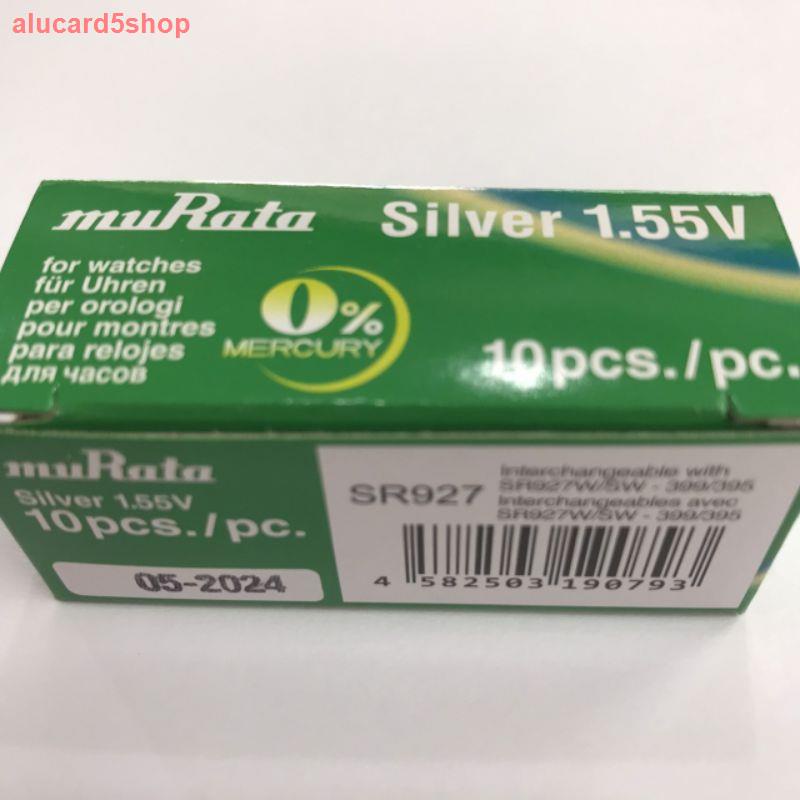 alucard5shop
muRata
Silver 1.55V
for watches
für Uhren
per orologi
pour montres
para relojes
для часов
0%
MERCURY
10pcs./pc.
muRata
Silver 1.55V
10pcs./pc.
05-2024
SR927
Interchangeable with
SR927W/SW - 399/395
Interchangeables avec
SR927W/SW - 399/395
4 582503 190793